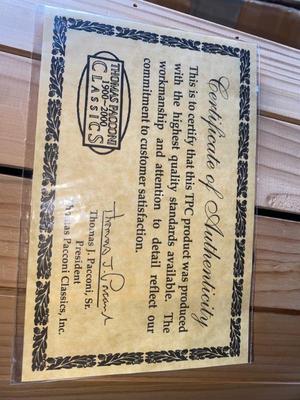 Certificate of Authenticity
This is to certify that this TPC product was produced
with the highest quality standards available. The
workmanship and attention to detail reflect our
commitment to customer satisfaction.
THOMAS PACCONI
1900-2000
CLASSICS
Thomas J. Pacconi, Sr.
President
Thomas Pacconi Classics, Inc.